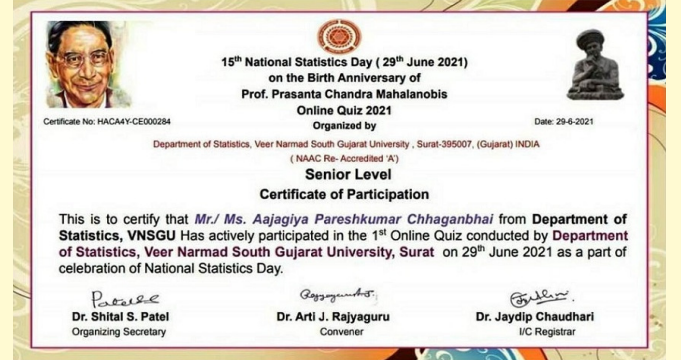 15th National Statistics Day ( 29th June 2021)
on the Birth Anniversary of
Prof. Prasanta Chandra Mahalanobis
Online Quiz 2021
Certificate No: HACA4Y-CE000284
Organized by
Date: 29-6-2021
Department of Statistics, Veer Narmad South Gujarat University , Surat-395007, (Gujarat) INDIA
( NAAC Re- Accredited 'A')
Senior Level
Certificate of Participation
This is to certify that Mr./ Ms. Aajagiya Pareshkumar Chhaganbhai from Department of
Statistics, VNSGU Has actively participated in the 1st Online Quiz conducted by Department
of Statistics, Veer Narmad South Gujarat University, Surat on 29th June 2021 as a part of
celebration of National Statistics Day.
Dr. Shital S. Patel
Dr. Arti J. Rajyaguru
Dr. Jaydip Chaudhari
Organizing Secretary
Convener
I/C Registrar